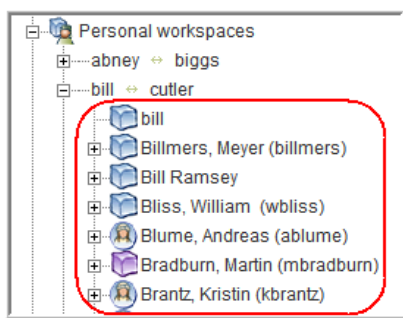 Personal workspaces
abney ⇔ biggs
bill ⇔ cutler
bill
Billmers, Meyer (billmers)
Bill Ramsey
Bliss, William (wbliss)
Blume, Andreas (ablume)
Bradburn, Martin (mbradburn)
Brantz, Kristin (kbrantz)